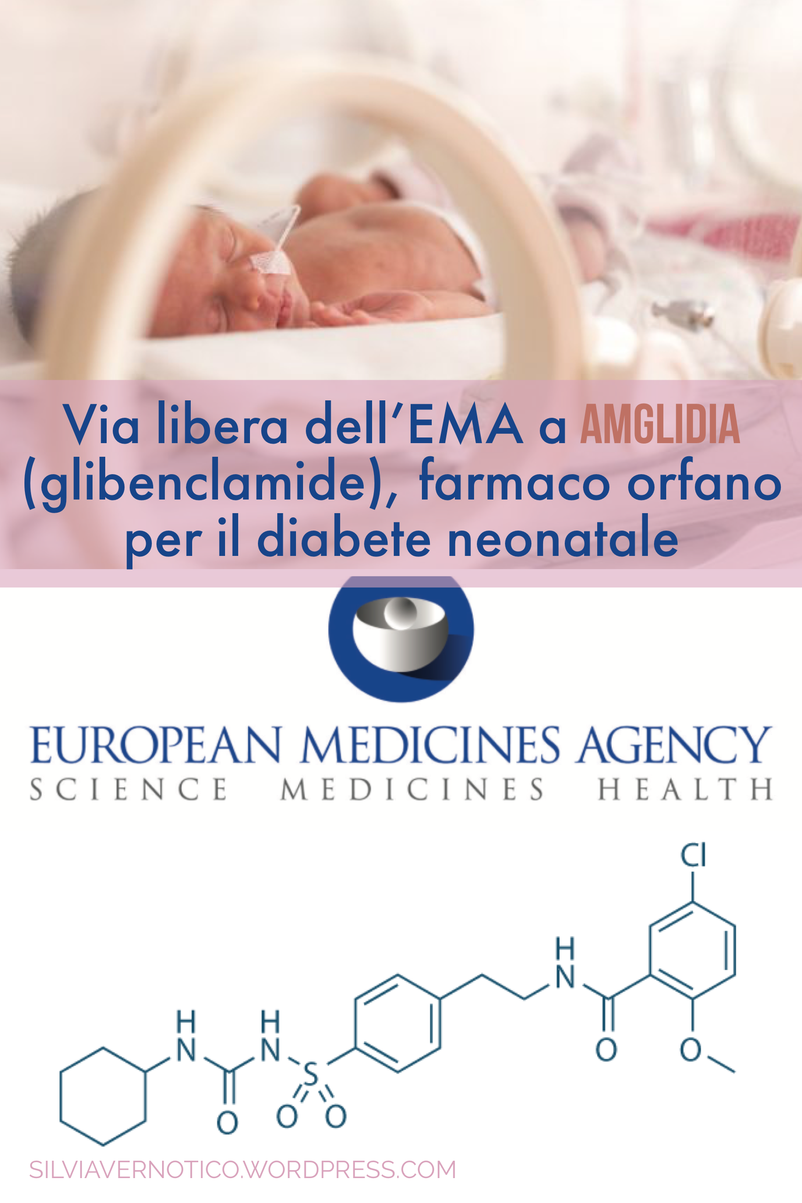 Via libera dell'EMA a AMGLIDIA
(glibenclamide), farmaco orfano
per il diabete neonatale
EUROPEAN MEDICINES AGENCY
SCIENCE MEDICINES HEALTH
Cl
H
N
O
O
H
N
H
N
S
O
O
O
SILVIAVERNOTICO.WORDPRESS.COM